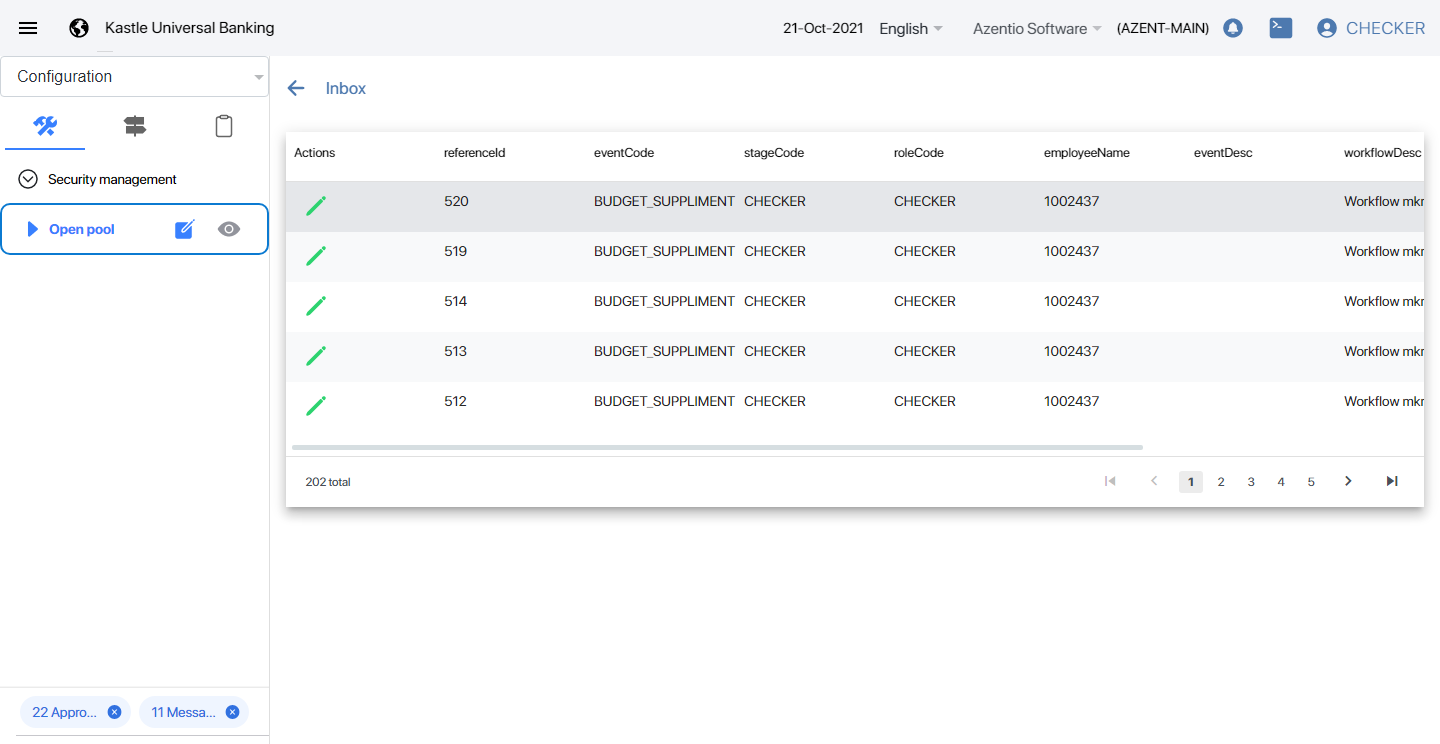 Kastle Universal Banking 21-Oct-2021 English Azentio Software (AZENT-MAIN) CHECKER
Configuration
Security management
Open pool
22 Appro... 11 Messa...
Inbox
Actions referenceId eventCode stageCode roleCode employeeName eventDesc workflowDesc
520 BUDGET_SUPPLIMENT CHECKER CHECKER 1002437 Workflow mkr
519 BUDGET_SUPPLIMENT CHECKER CHECKER 1002437 Workflow mkr
514 BUDGET_SUPPLIMENT CHECKER CHECKER 1002437 Workflow mkr
513 BUDGET_SUPPLIMENT CHECKER CHECKER 1002437 Workflow mkr
512 BUDGET_SUPPLIMENT CHECKER CHECKER 1002437 Workflow mkr
202 total 1 2 3 4 5